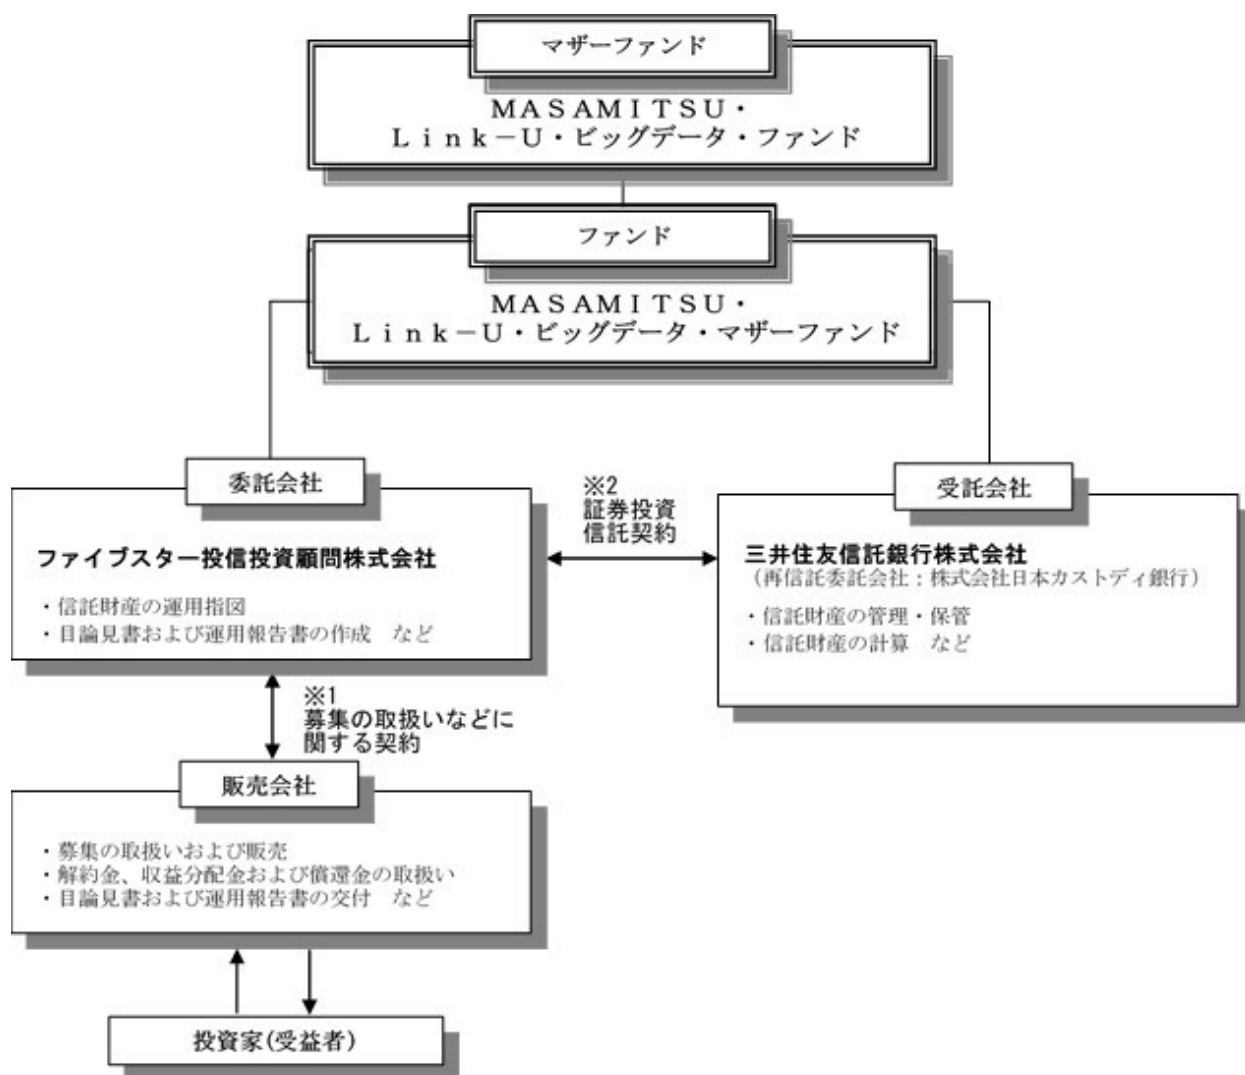 マザーファンド
ＭＡＳＡＭＩＴＳＵ・
Ｌｉｎｋ－Ｕ・ビッグデータ・ファンド
ファンド
ＭＡＳＡＭＩＴＳＵ・
Ｌｉｎｋ－Ｕ・ビッグデータ・マザーファンド
委託会社
ファイブスター投信投資顧問株式会社
・信託財産の運用指図
・目論見書および運用報告書の作成　など
※2
証券投資
信託契約
受託会社
三井住友信託銀行株式会社
（再信託委託会社：株式会社日本カストディ銀行）
・信託財産の管理・保管
・信託財産の計算　など
※1
募集の取扱いなどに
関する契約
販売会社
・募集の取扱いおよび販売
・解約金、収益分配金および償還金の取扱い
・目論見書および運用報告書の交付　など
投資家(受益者)